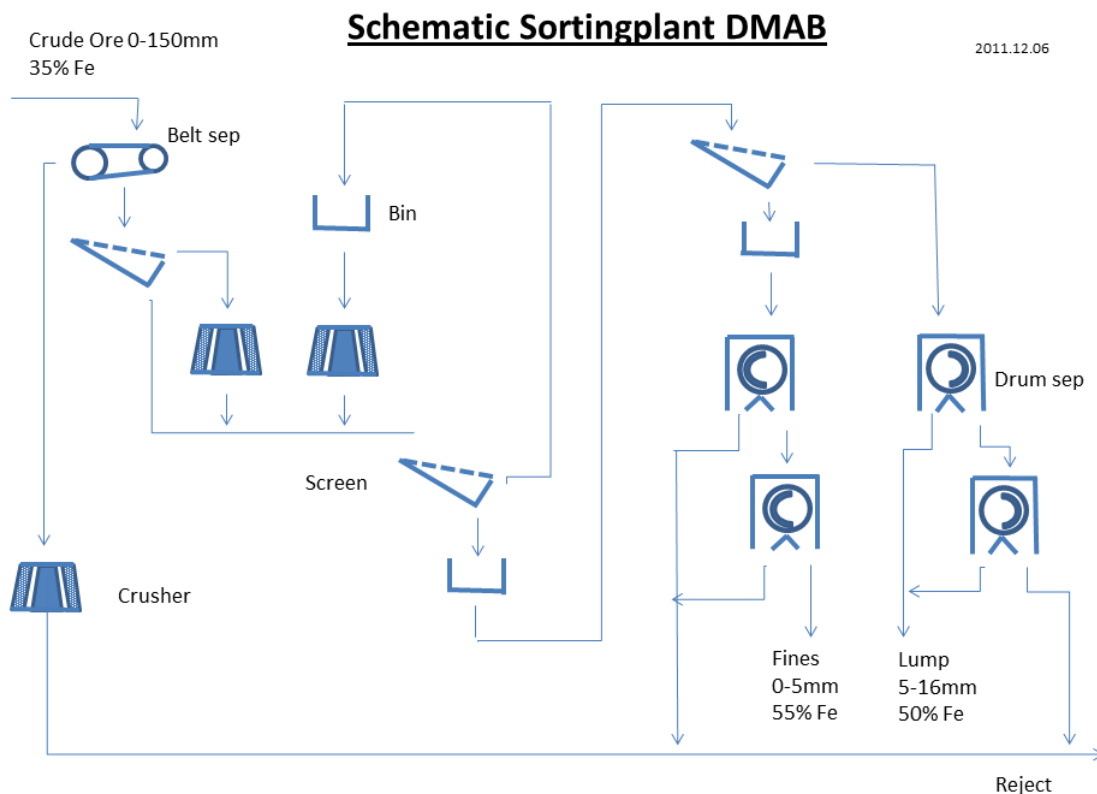 Schematic Sortingplant DMAB
2011.12.06
Crude Ore 0-150mm
35% Fe
Belt sep
Bin
Drum sep
Screen
Crusher
Fines
0-5mm
55% Fe
Lump
5-16mm
50% Fe
Reject